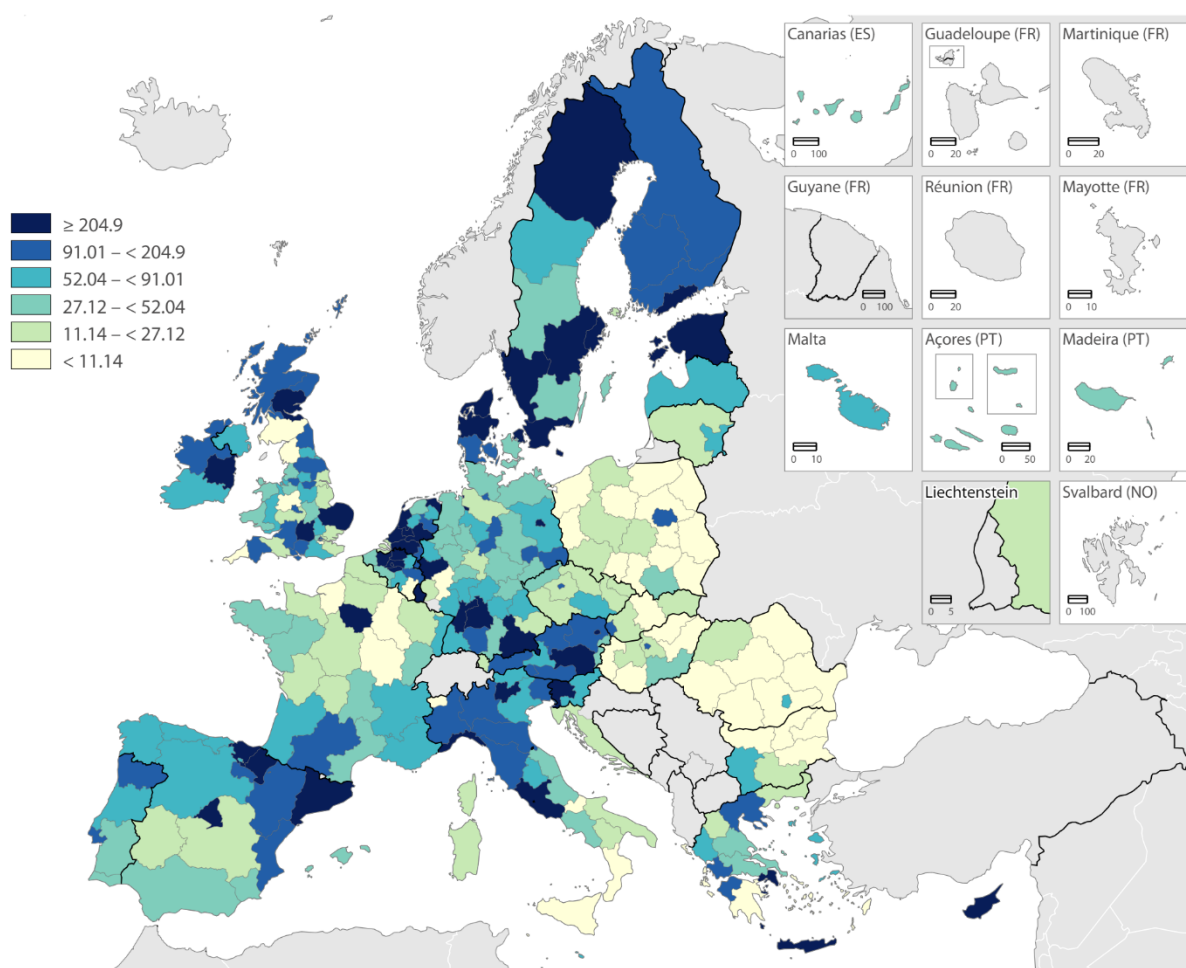 Canarias (ES)
0 100
Guadeloupe (FR)
0 20
Martinique (FR)
0 20
Guyane (FR)
0 100
Réunion (FR)
0 20
Mayotte (FR)
0 10
≥ 204.9
91.01 – < 204.9
52.04 – < 91.01
27.12 – < 52.04
11.14 – < 27.12
< 11.14
Malta
0 10
Açores (PT)
0 50
Madeira (PT)
0 20
Liechtenstein
0 5
Svalbard (NO)
0 100